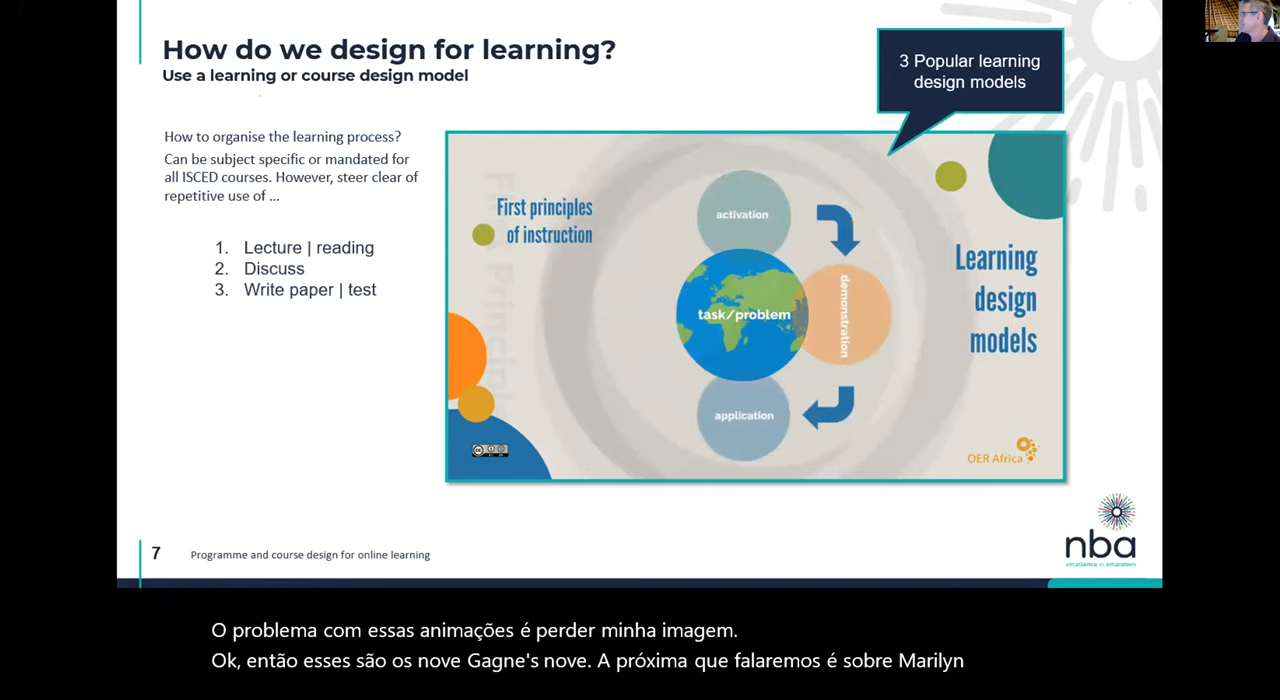 How do we design for learning?
Use a learning or course design model
3 Popular learning
design models
How to organise the learning process?
Can be subject specific or mandated for
all ISCED courses. However, steer clear of
repetitive use of ...
1. Lecture | reading
2. Discuss
3. Write paper | test
First principles
of instruction
activation
task/problem
demonstration
application
Learning
design
models
OER Africa
nba
excellence in education
7 Programme and course design for online learning
O problema com essas animações é perder minha imagem.
Ok, então esses são os nove Gagne's nove. A próxima que falaremos é sobre Marilyn